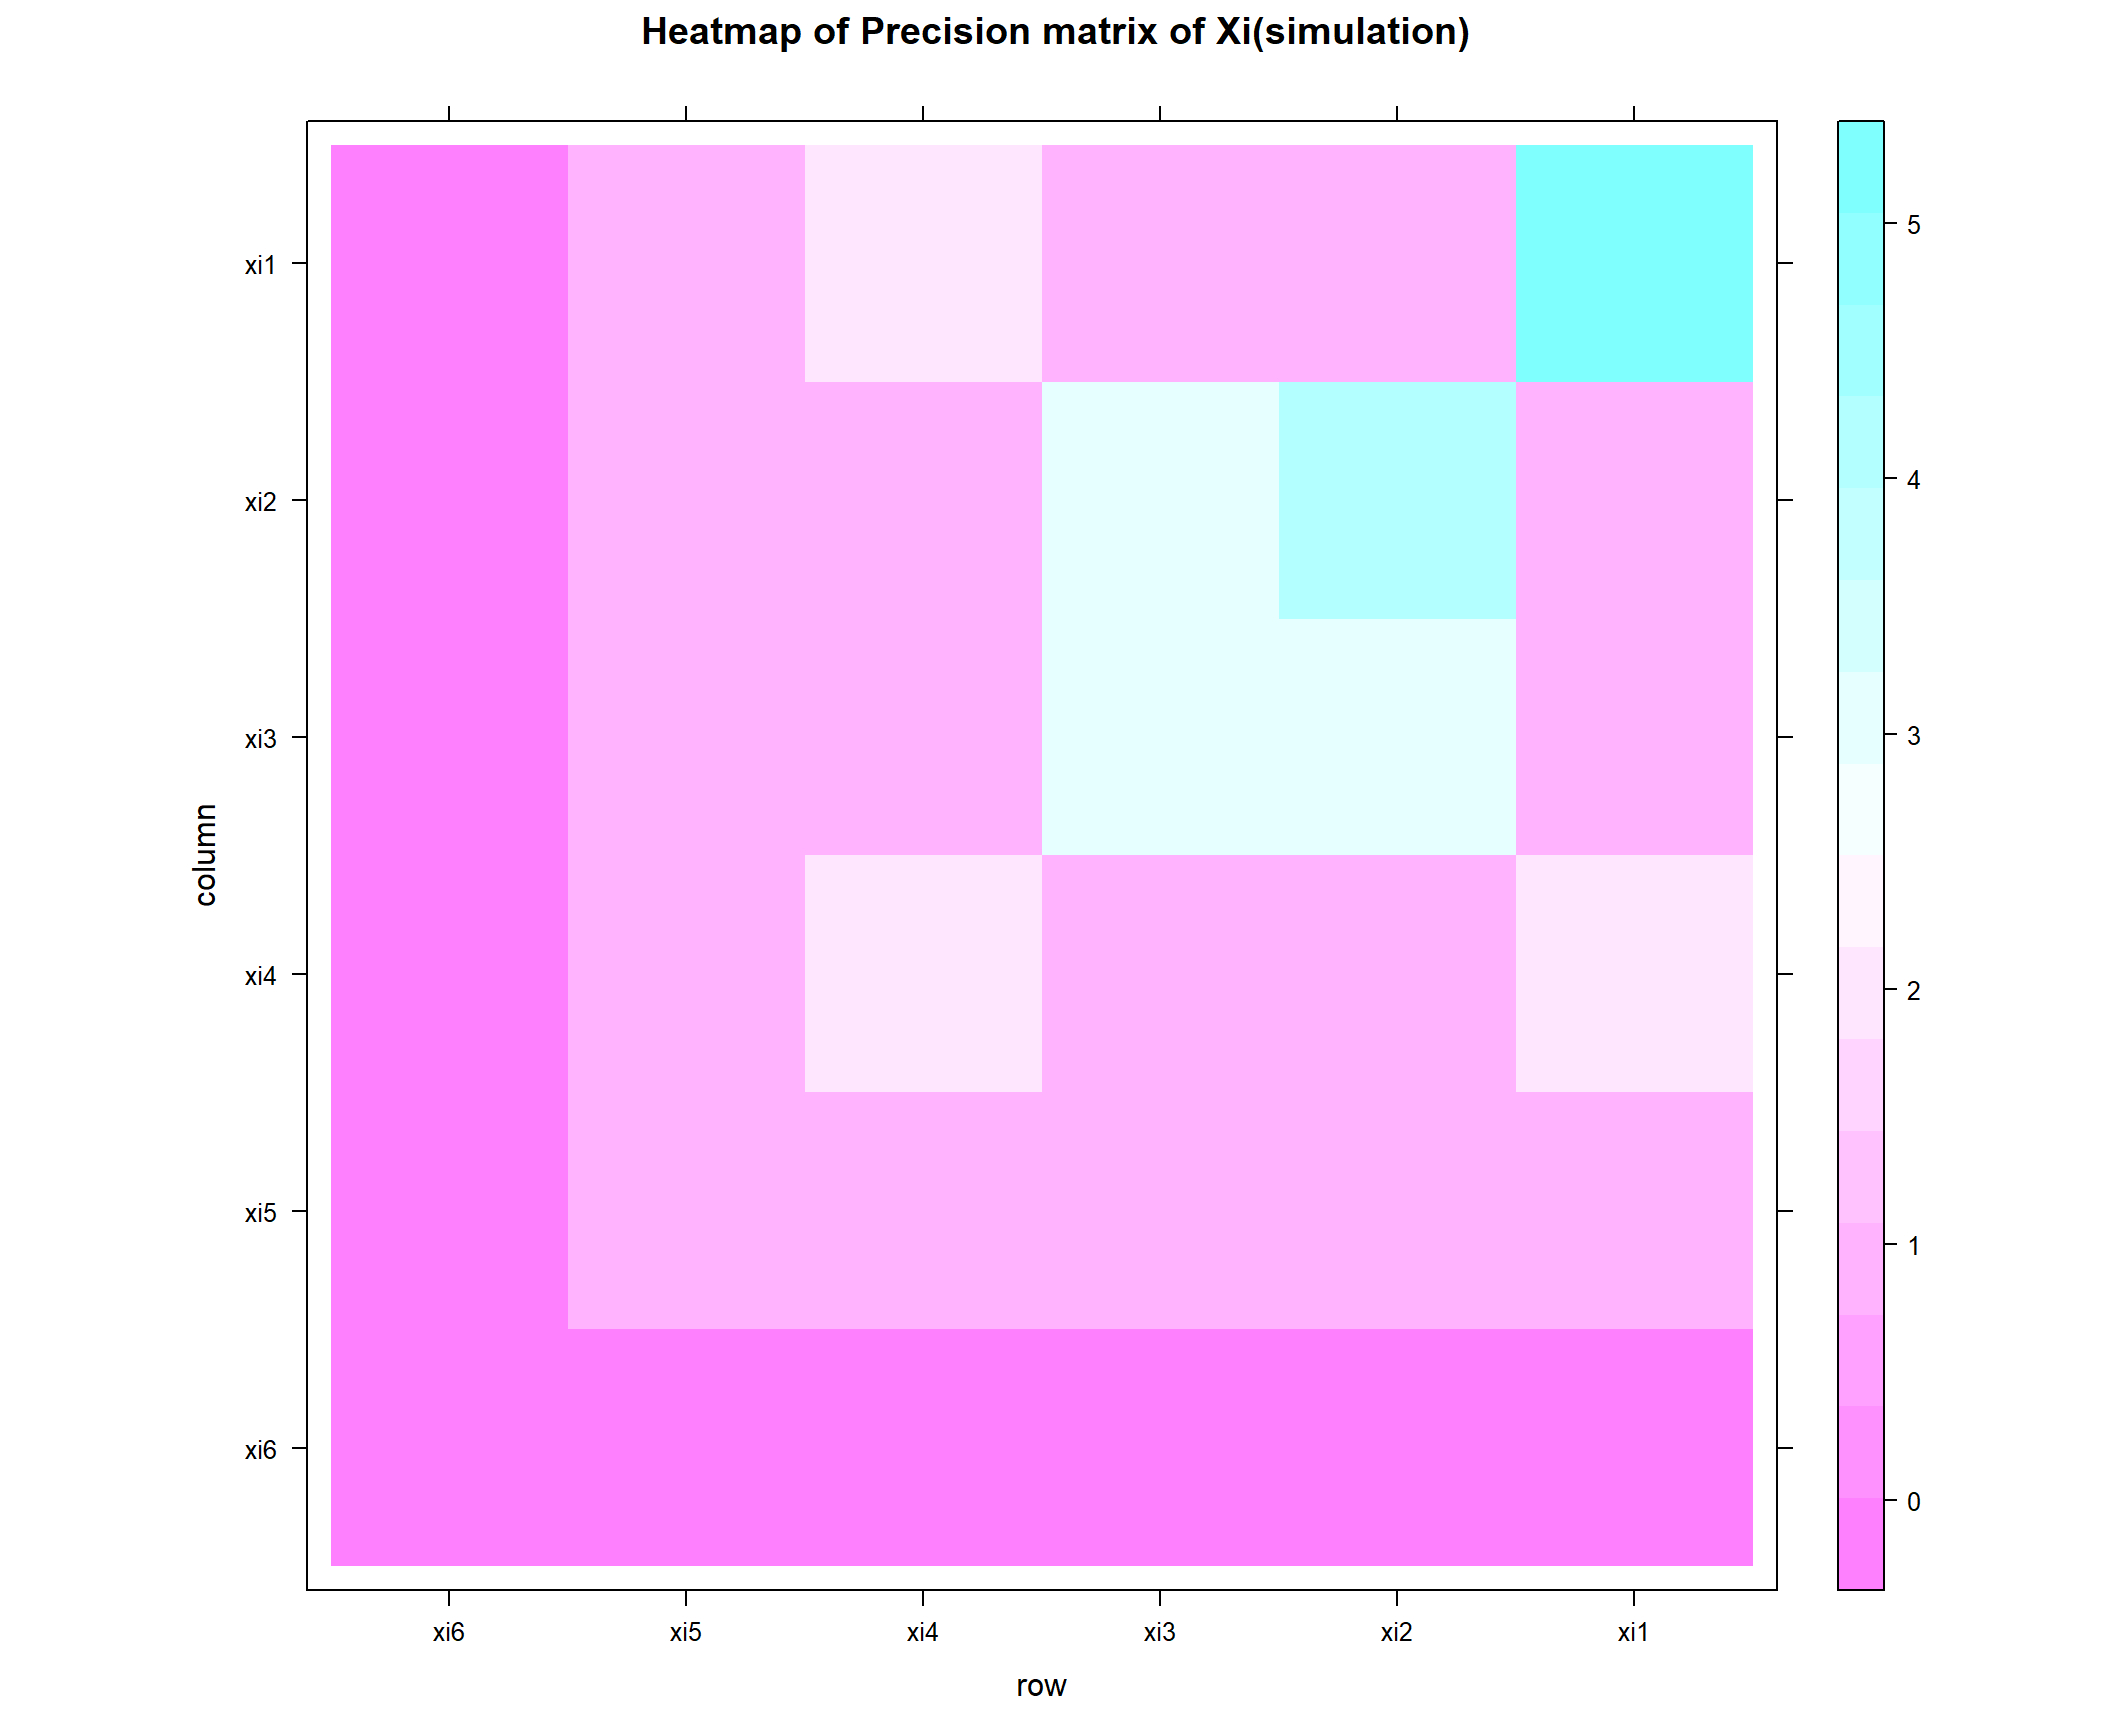 Heatmap of Precision matrix of Xi(simulation)
xi1
xi2
xi3
xi4
xi5
xi6
column
xi6 xi5 xi4 xi3 xi2 xi1
row
5
4
3
2
1
0